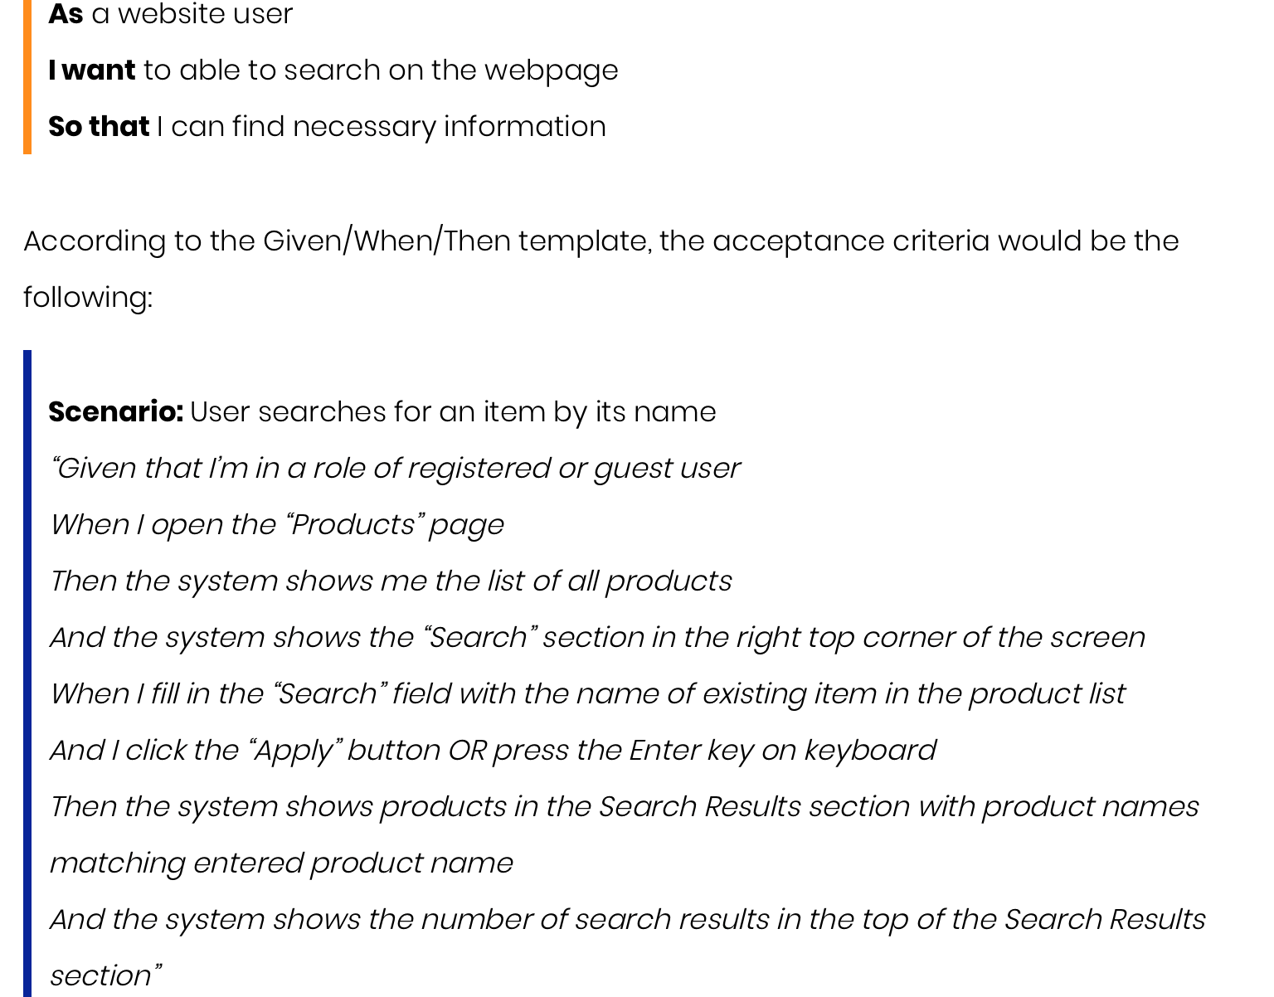 As a website user
I want to able to search on the webpage
So that I can find necessary information
According to the Given/When/Then template, the acceptance criteria would be the
following:
Scenario: User searches for an item by its name
“Given that I’m in a role of registered or guest user
When I open the “Products” page
Then the system shows me the list of all products
And the system shows the “Search” section in the right top corner of the screen
When I fill in the “Search” field with the name of existing item in the product list
And I click the “Apply” button OR press the Enter key on keyboard
Then the system shows products in the Search Results section with product names
matching entered product name
And the system shows the number of search results in the top of the Search Results
section”